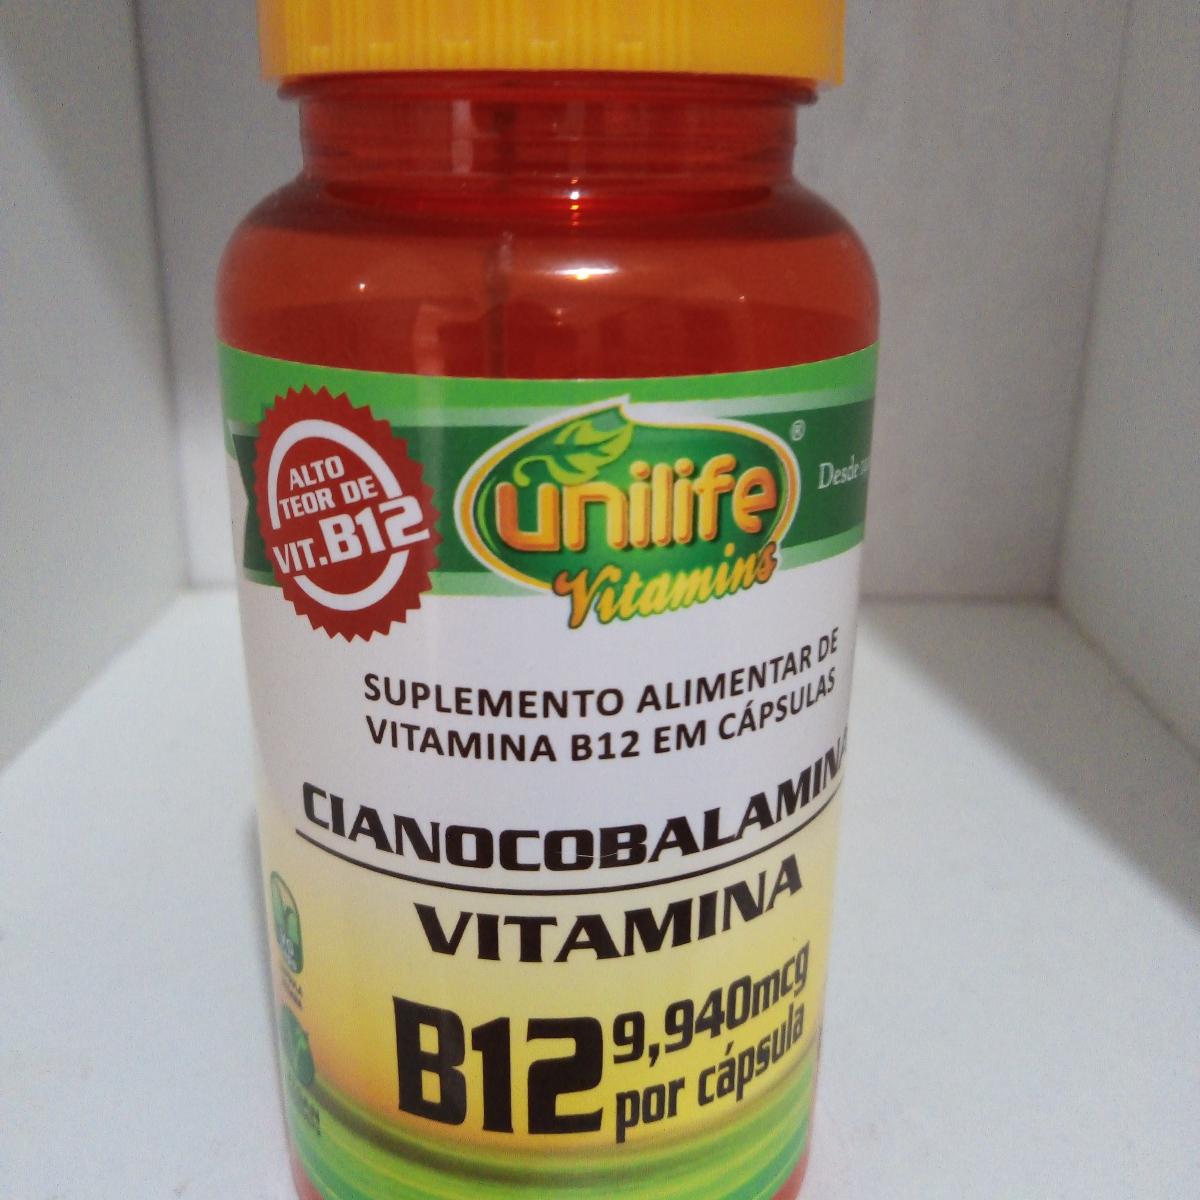 ALTO
TEOR DE
VIT.B12
unilife
Vitamins
®
Desde
SUPLEMENTO ALIMENTAR DE
VITAMINA B12 EM CÁPSULAS
CIANOCOBALAMINA
VITAMINA
B12
9,940mcg
por cápsula